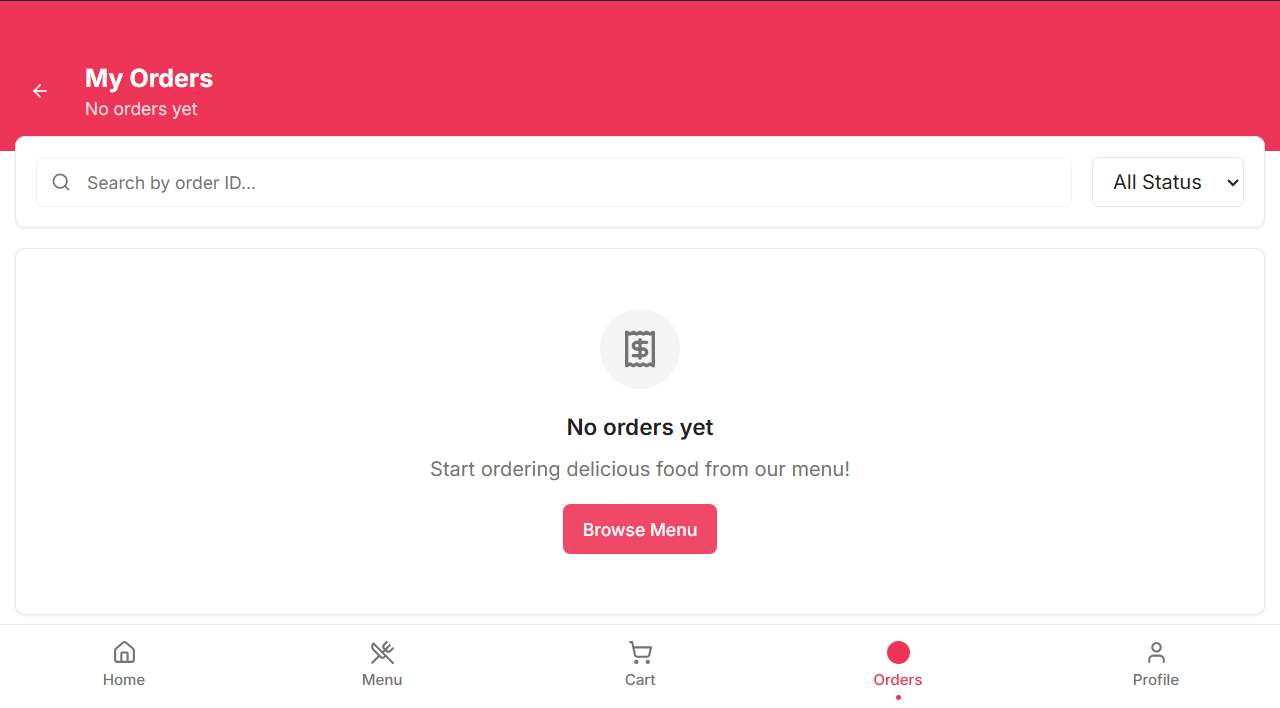 My Orders
No orders yet
Search by order ID...
All Status
No orders yet
Start ordering delicious food from our menu!
Browse Menu
Home
Menu
Cart
Orders
Profile